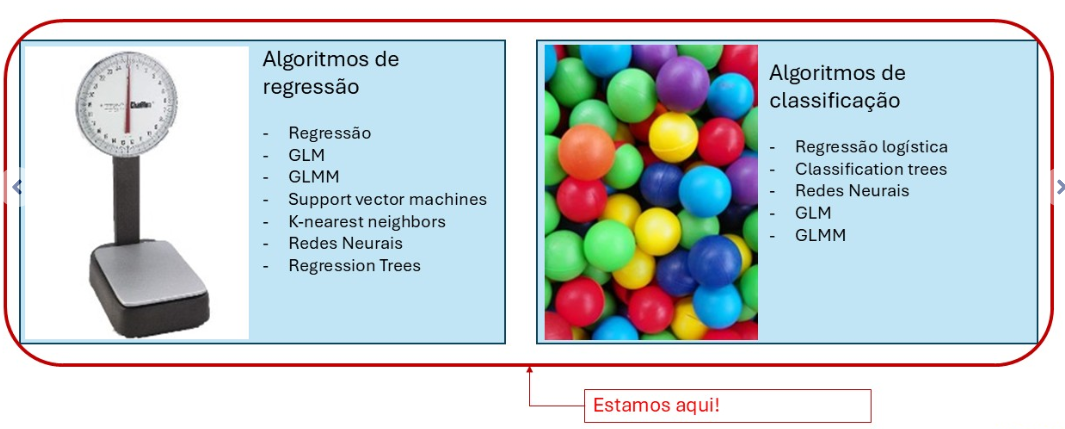 Algoritmos de
regressão
- Regressão
- GLM
- GLMM
- Support vector machines
- K-nearest neighbors
- Redes Neurais
- Regression Trees
Algoritmos de
classificação
- Regressão logística
- Classification trees
- Redes Neurais
- GLM
- GLMM
Estamos aqui!